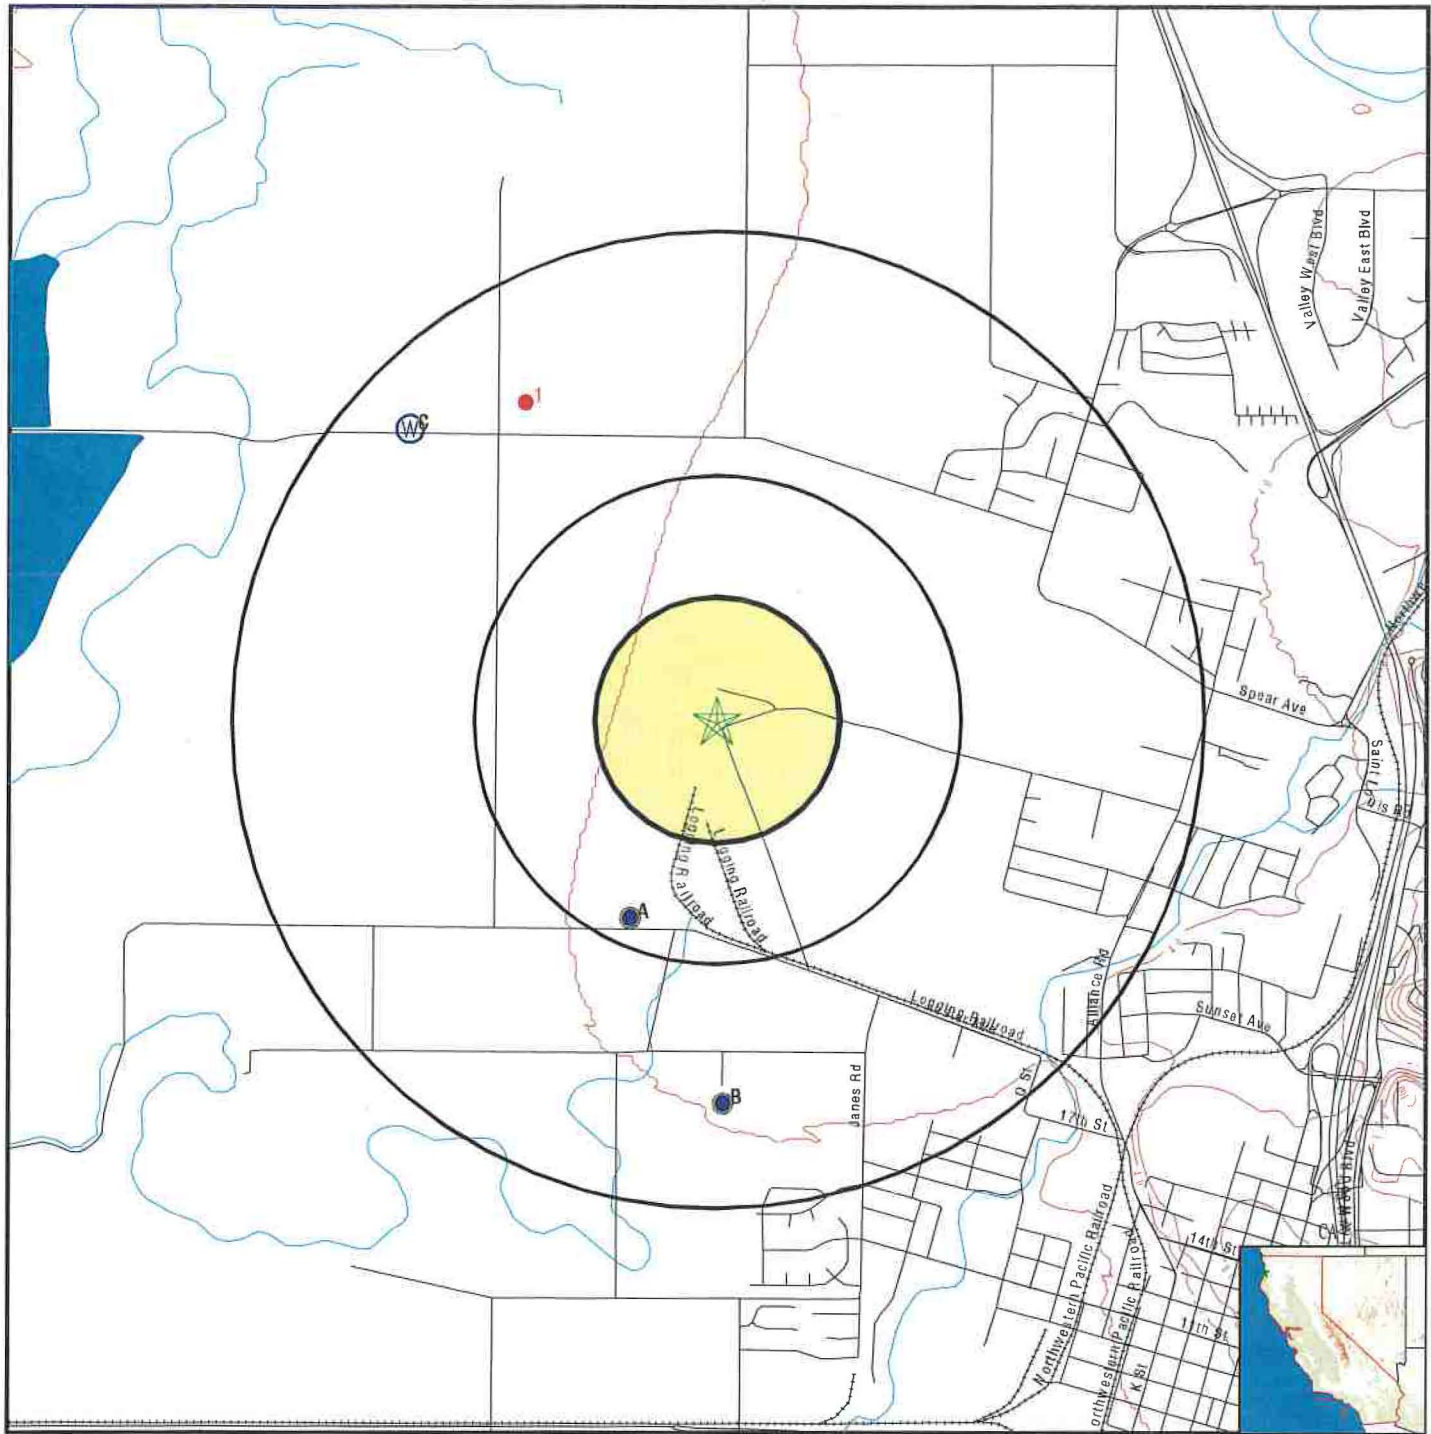 Valley West Blvd
Valley East Blvd
1
W
C
Spear Ave
Logging Railroad
Logging Railroad
A
Alliance Rd
Sunset Ave
Logging Railroad
Janes Rd
Q St
B
17th St
14th St
11th St
K St
Northwestern Pacific Railroad
orthwestern Pacific Railroad